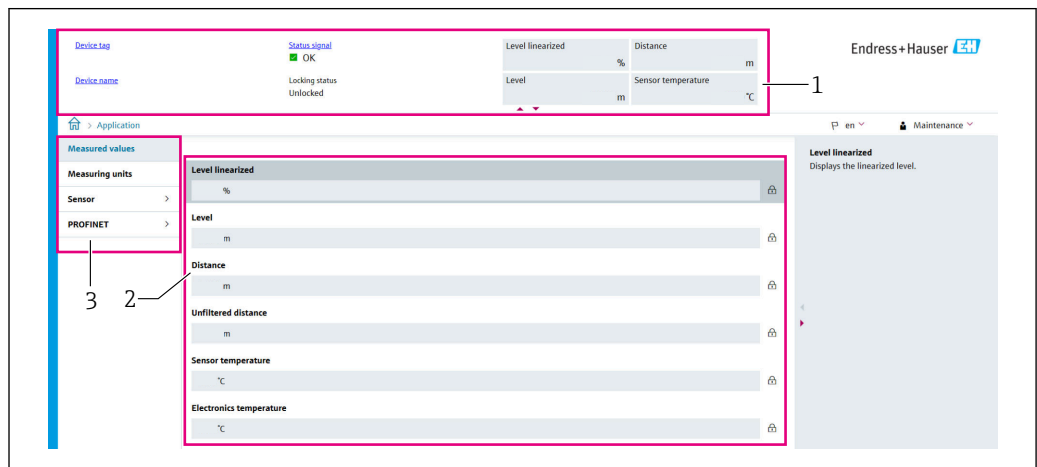 Device tag
Status signal
OK
Level linearized
%
Distance
m
Endress+Hauser EH
Device name
Locking status
Unlocked
Level
m
Sensor temperature
°C
1
> Application
en
Maintenance
Measured values
Measuring units
Sensor >
PROFINET >
3
2
Level linearized
%
Level
m
Distance
m
Unfiltered distance
m
Sensor temperature
°C
Electronics temperature
°C
Level linearized
Displays the linearized level.